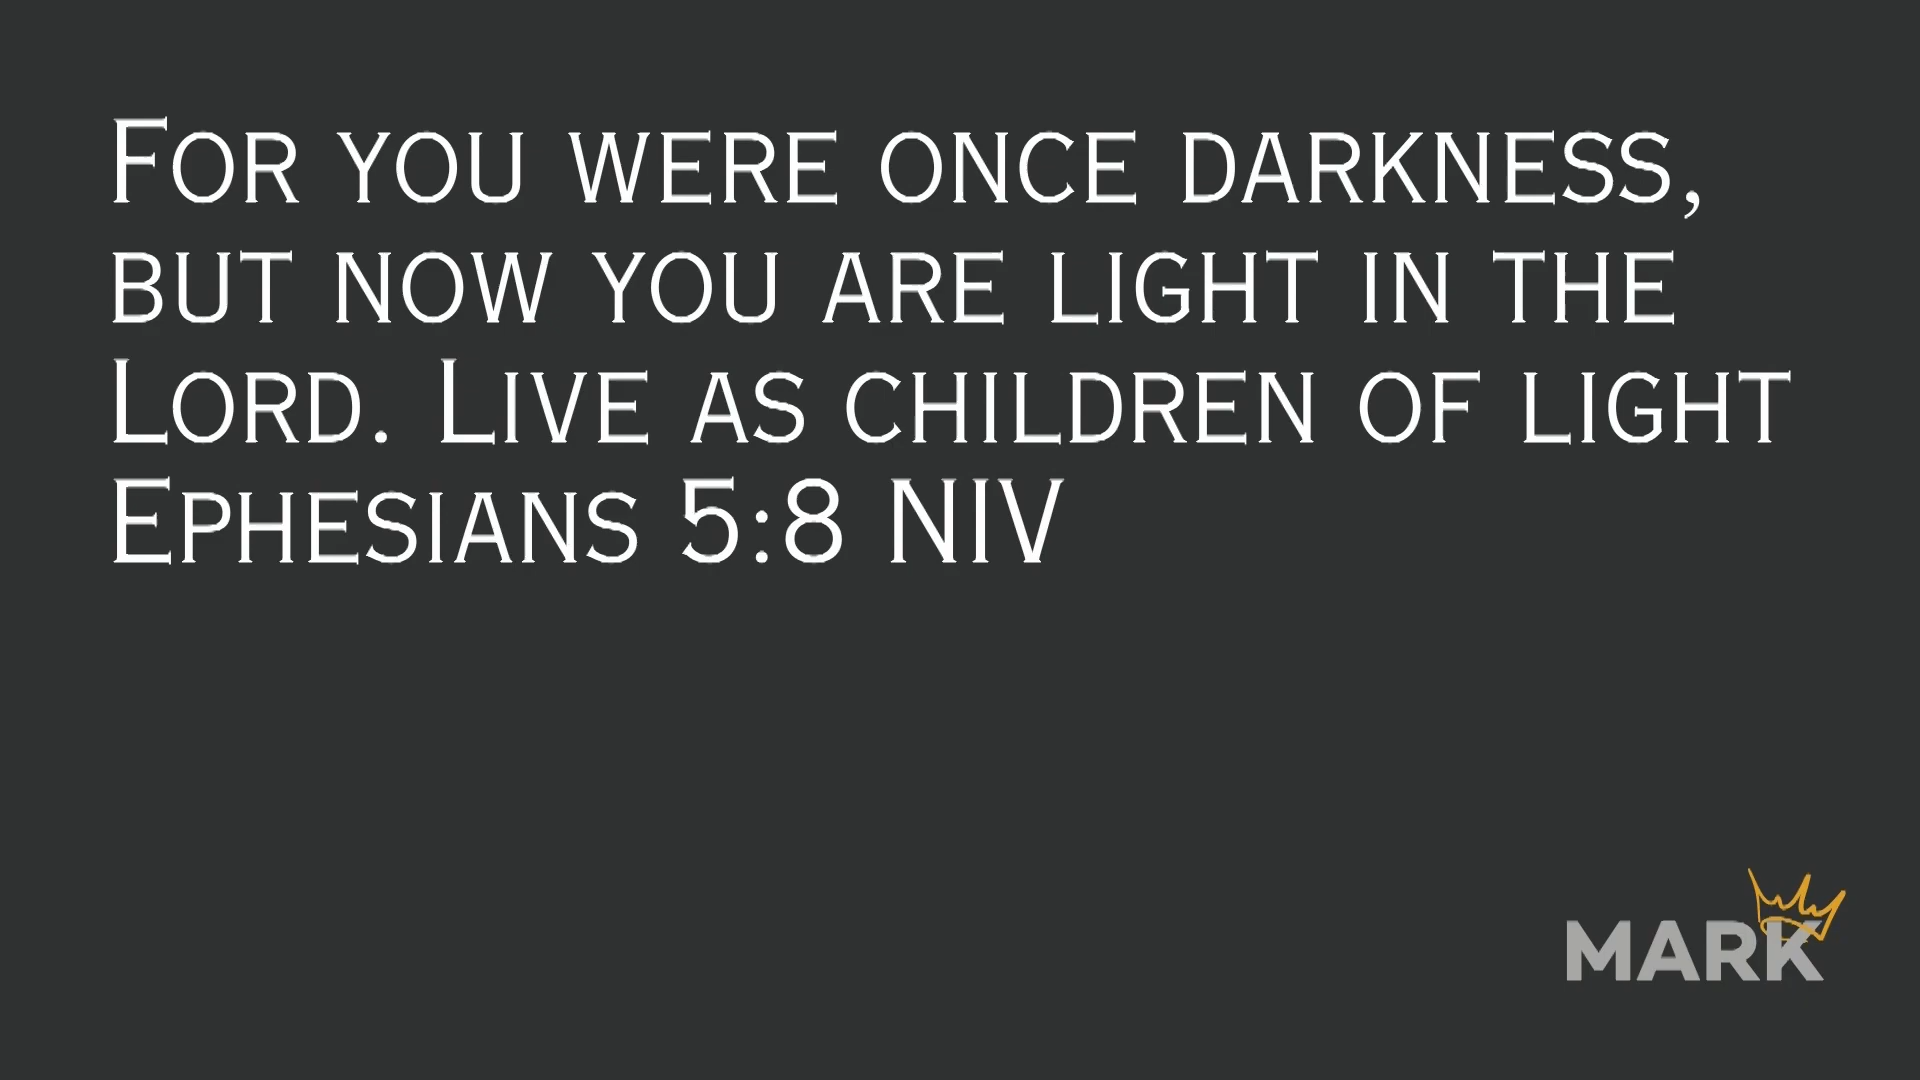 For you were once darkness,
but now you are light in the
Lord. Live as children of light
Ephesians 5:8 NIV
MARK